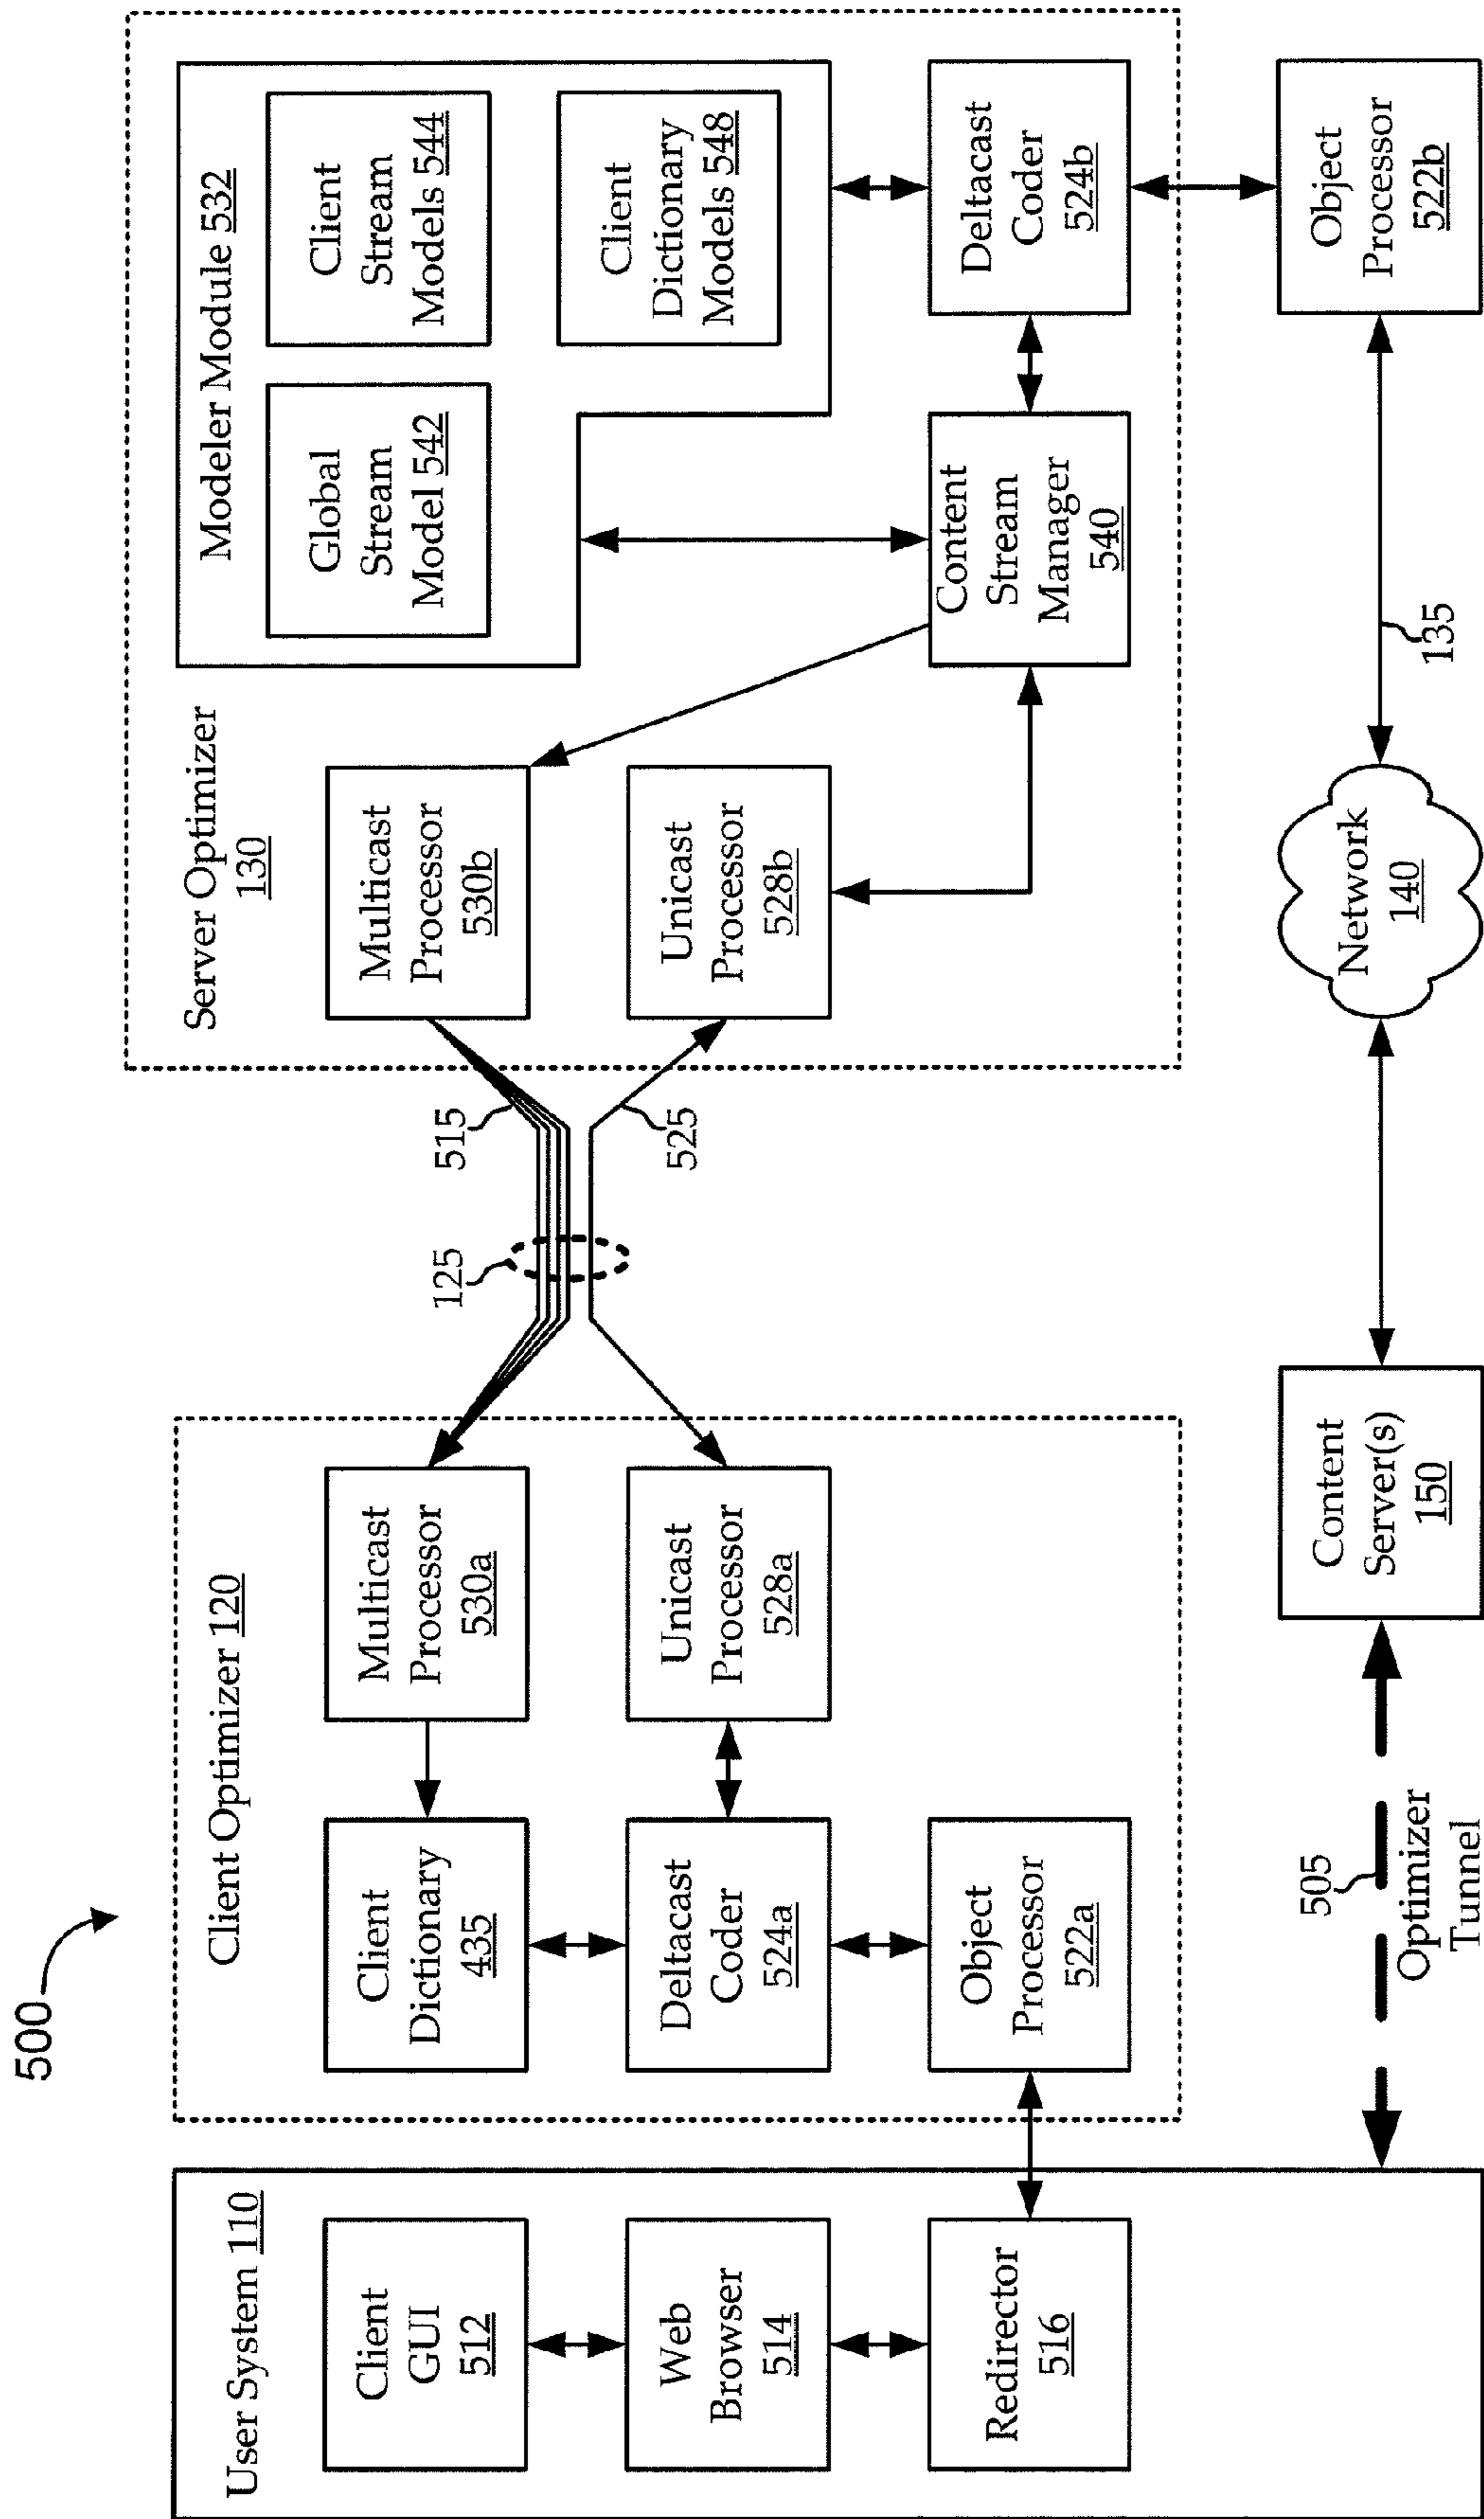 500
User System 110
Client
GUI
512
Web
Browser
514
Redirector
516
Client Optimizer 120
Client
Dictionary
435
Deltacast
Coder
524a
Object
Processor
522a
Multicast
Processor
530a
Unicast
Processor
528a
125
515
525
Server Optimizer
130
Multicast
Processor
530b
Unicast
Processor
528b
Modeler Module 532
Global
Stream
Model 542
Client
Stream
Models 544
Client
Dictionary
Models 548
Content
Stream
Manager
540
Deltacast
Coder
524b
505
Optimizer
Tunnel
Content
Server(s)
150
Network
140
135
Object
Processor
522b